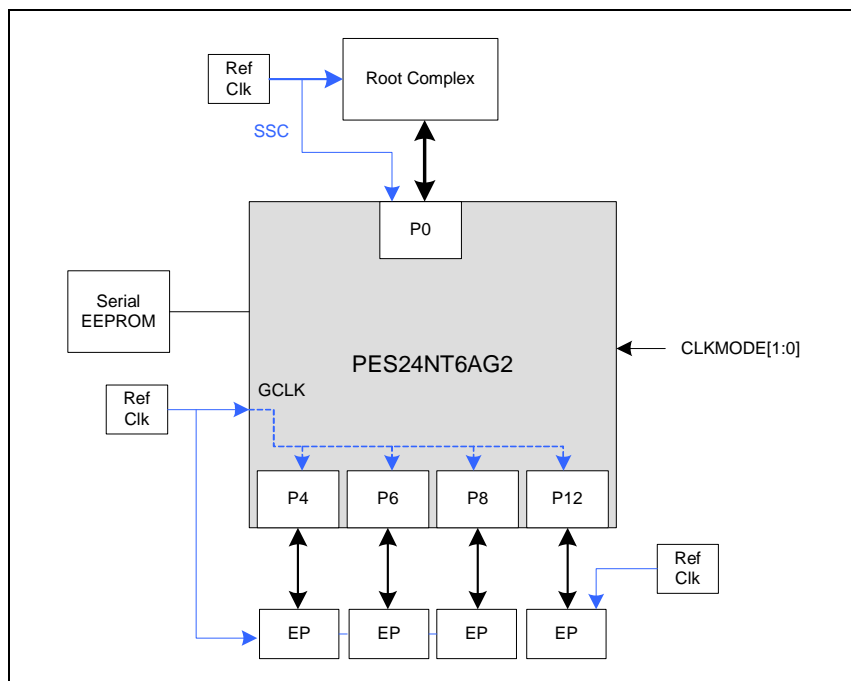 Ref
Clk
Root Complex
SSC
P0
Serial
EEPROM
PES24NT6AG2
CLKMODE[1:0]
Ref
Clk
GCLK
P4
P6
P8
P12
Ref
Clk
EP
EP
EP
EP